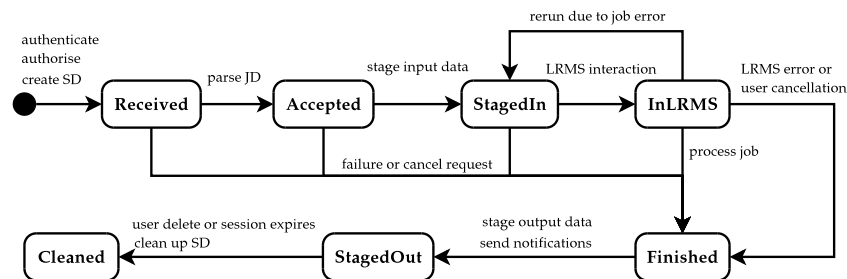 rerun due to job error
authenticate
authorise
create SD
parse JD
stage input data
LRMS interaction
LRMS error or
user cancellation
Received
Accepted
StagedIn
InLRMS
failure or cancel request
process job
user delete or session expires
clean up SD
stage output data
send notifications
Cleaned
StagedOut
Finished